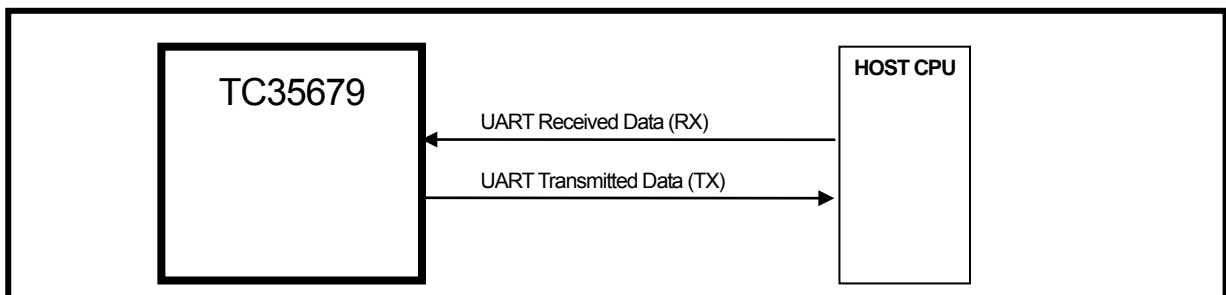 TC35679
HOST CPU
UART Received Data (RX)
UART Transmitted Data (TX)